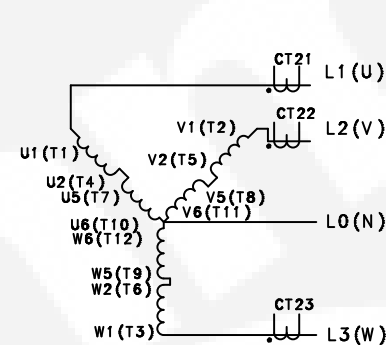 CT21
L1(U)
CT22
V1(T2)
L2(V)
U1(T1)
V2(T5)
U2(T4)
U5(T7)
V5(T8)
V6(T11)
U6(T10)
L0(N)
W6(T12)
W5(T9)
W2(T6)
CT23
W1(T3)
L3(W)